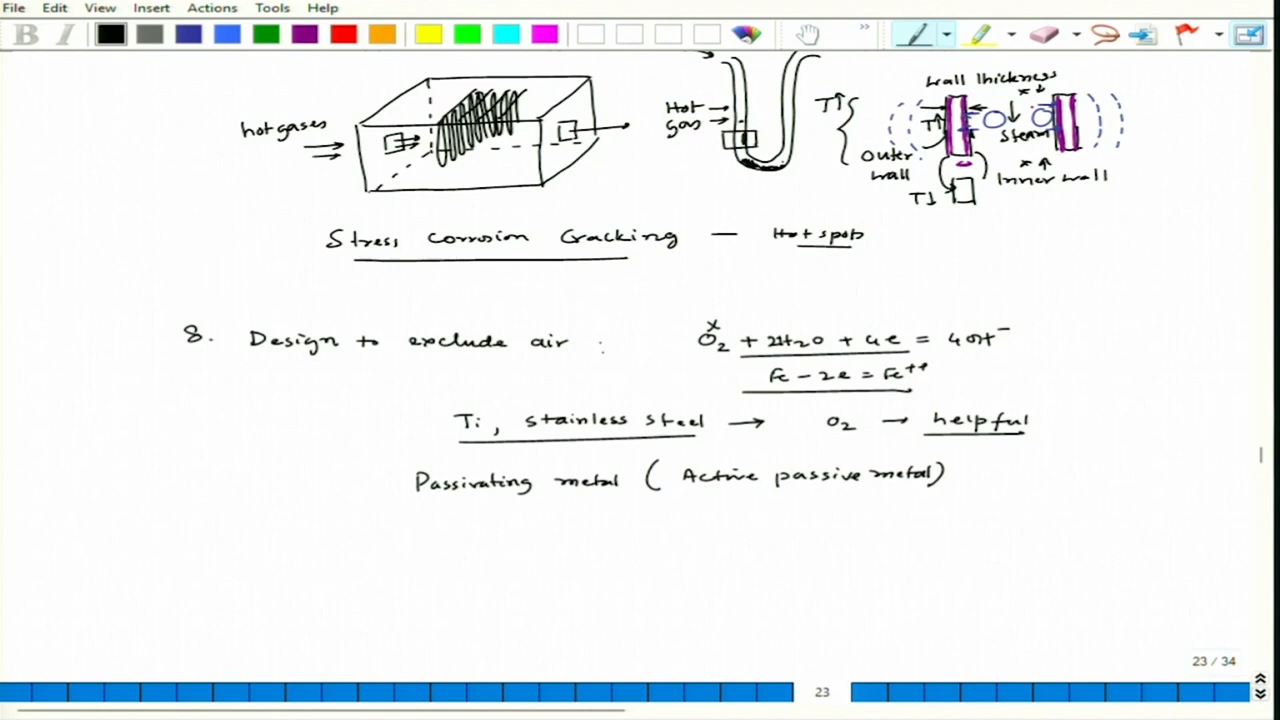 File Edit View Insert Actions Tools Help
B I
hot gases
Hot gas
T↑
wall thickness
x↓
T↑
steam
Outer wall
x↑
Inner wall
T↓
Stress corrosion Cracking — Hot spots
8. Design to exclude air : O₂ + 2H₂O + 4e = 4OH⁻
x
Fe - 2e = Fe⁺⁺
Ti, stainless steel → O₂ → helpful
Passivating metal ( Active passive metal)
23 / 34
23